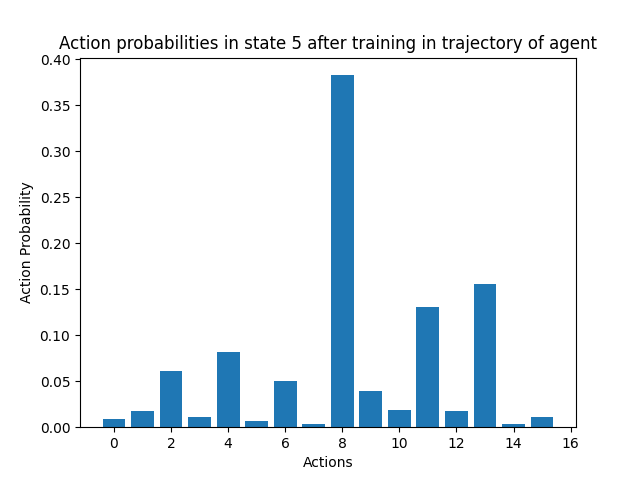 Action probabilities in state 5 after training in trajectory of agent
0.40
0.35
0.30
0.25
0.20
0.15
0.10
0.05
0.00
Action Probability
0 2 4 6 8 10 12 14 16
Actions